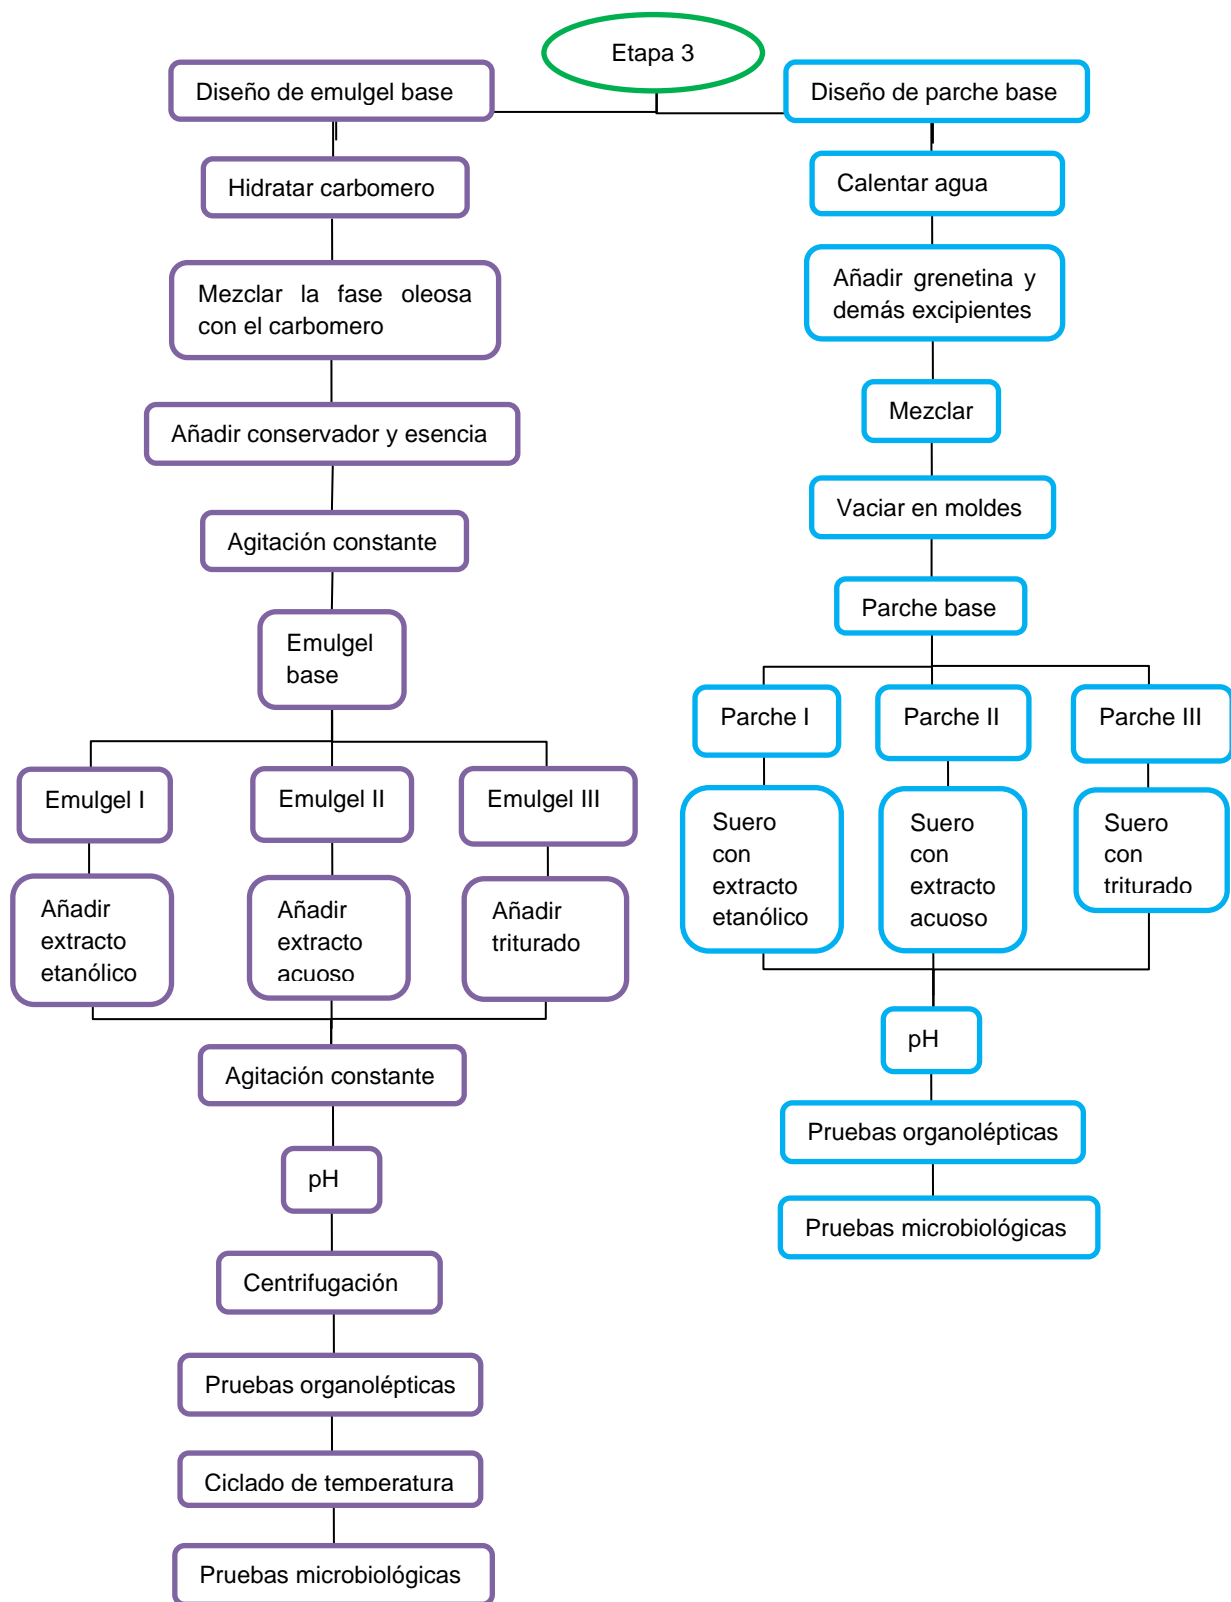 Etapa 3
Diseño de emulgel base
Hidratar carbomero
Mezclar la fase oleosa
con el carbomero
Añadir conservador y esencia
Agitación constante
Emulgel
base
Emulgel I
Emulgel II
Emulgel III
Añadir
extracto
etanólico
Añadir
extracto
acuoso
Añadir
triturado
Agitación constante
pH
Centrifugación
Pruebas organolépticas
Ciclado de temperatura
Pruebas microbiológicas
Diseño de parche base
Calentar agua
Añadir grenetina y
demás excipientes
Mezclar
Vaciar en moldes
Parche base
Parche I
Parche II
Parche III
Suero
con
extracto
etanólico
Suero
con
extracto
acuoso
Suero
con
triturado
pH
Pruebas organolépticas
Pruebas microbiológicas